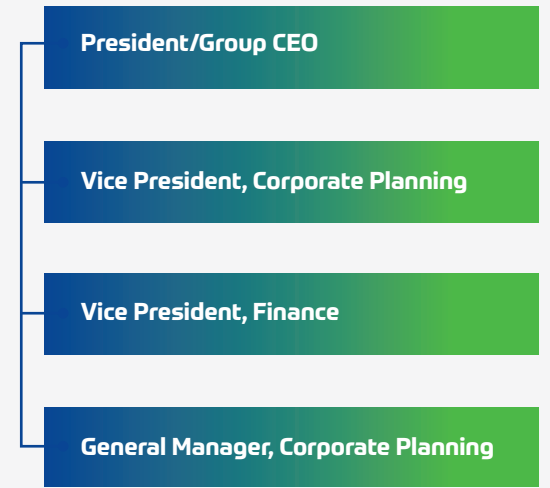 President/Group CEO
Vice President, Corporate Planning
Vice President, Finance
General Manager, Corporate Planning